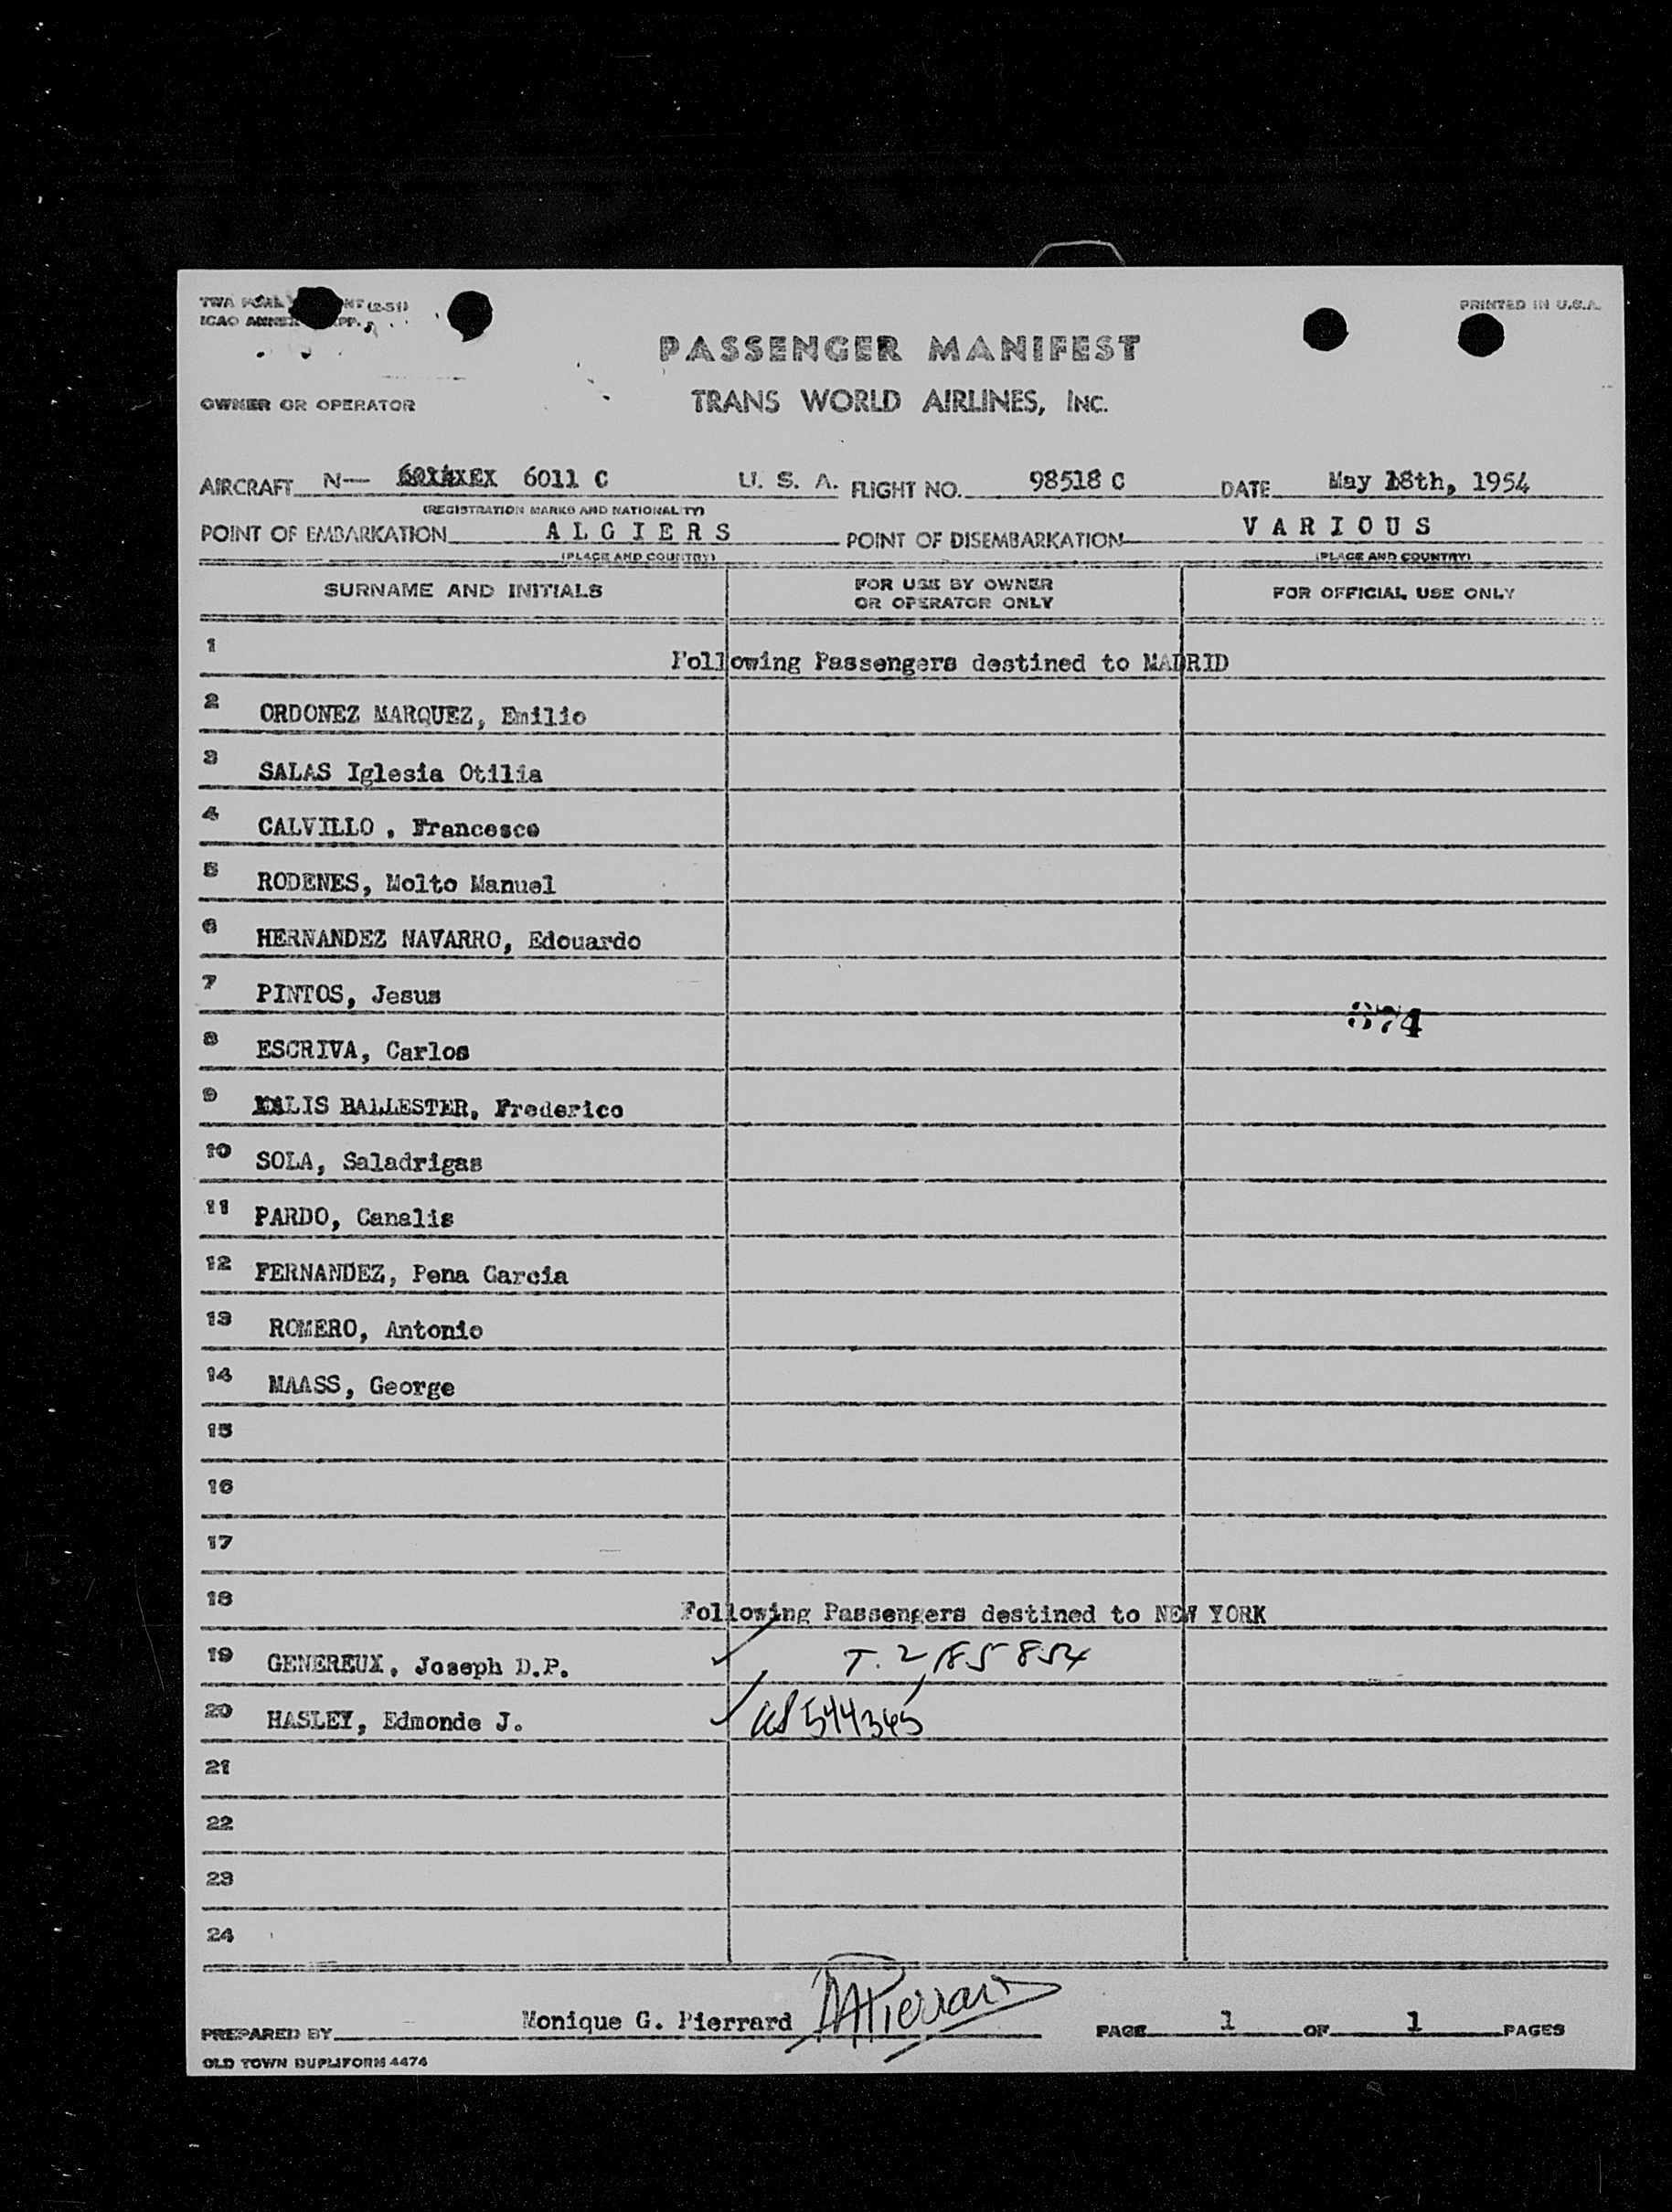 TWA (2-51)
ICAO ANNEX APP.
PRINTED IN U.S.A.
PASSENGER MANIFEST
OWNER OR OPERATOR
TRANS WORLD AIRLINES, INC.
AIRCRAFT N— 6011 C U. S. A. FLIGHT NO. 98518 C DATE May 18th, 1954
(REGISTRATION MARKS AND NATIONALITY)
POINT OF EMBARKATION A L G I E R S POINT OF DISEMBARKATION V A R I O U S
(PLACE AND COUNTRY) (PLACE AND COUNTRY)
SURNAME AND INITIALS FOR USE BY OWNER OR OPERATOR ONLY FOR OFFICIAL USE ONLY
1 Following Passengers destined to MADRID
2 ORDONEZ MARQUEZ, Emilio
3 SALAS Iglesia Otilia
4 CALVILLO , Francesco
5 RODENES, Molto Manuel
6 HERNANDEZ NAVARRO, Edouardo
7 PINTOS, Jesus
874
8 ESCRIVA, Carlos
9 BALLESTER, Frederico
10 SOLA, Saladrigas
11 PARDO, Canalis
12 FERNANDEZ, Pena Garcia
13 ROMERO, Antonio
14 MAASS, George
15
16
17
18 Following Passengers destined to NEW YORK
19 GENEREUX, Joseph D.P. T. 2185854
20 HASLEY, Edmonde J. 544345
21
22
23
24
PREPARED BY Monique G. Pierrard MPierrard PAGE 1 OF 1 PAGES
OLD TOWN DUPLIFORM 4474